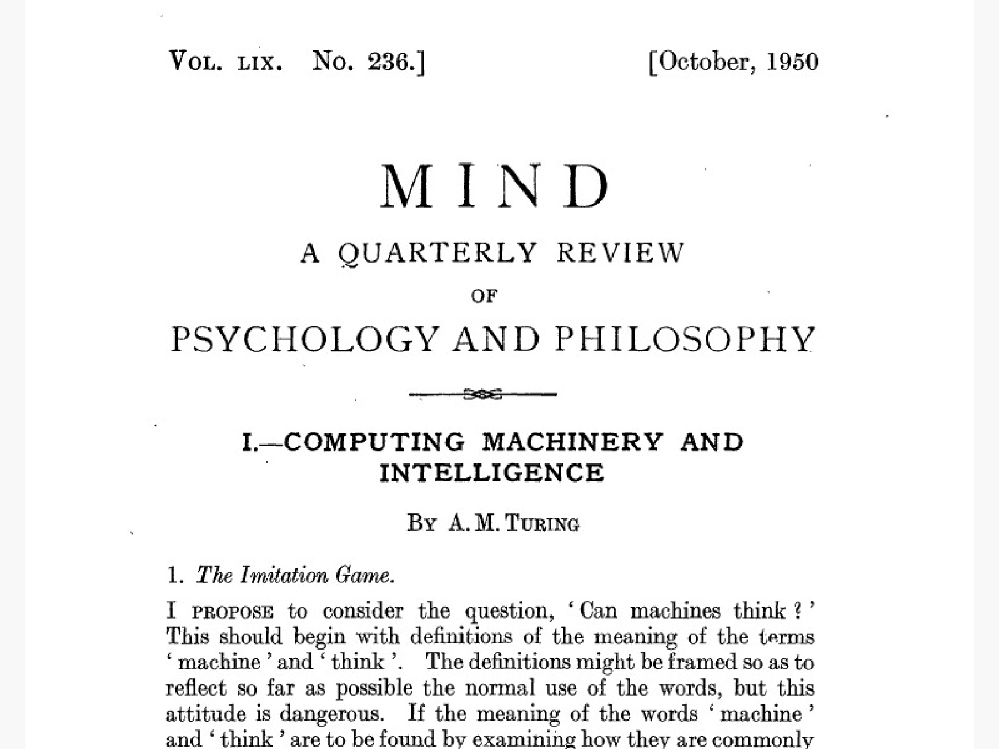 VOL. LIX. No. 236.] [October, 1950
MIND
A QUARTERLY REVIEW
OF
PSYCHOLOGY AND PHILOSOPHY
I.—COMPUTING MACHINERY AND
INTELLIGENCE
BY A. M. TURING
1. The Imitation Game.
I PROPOSE to consider the question, ‘ Can machines think ? ’
This should begin with definitions of the meaning of the terms
‘ machine ’ and ‘ think ’. The definitions might be framed so as to
reflect so far as possible the normal use of the words, but this
attitude is dangerous. If the meaning of the words ‘ machine ’
and ‘ think ’ are to be found by examining how they are commonly